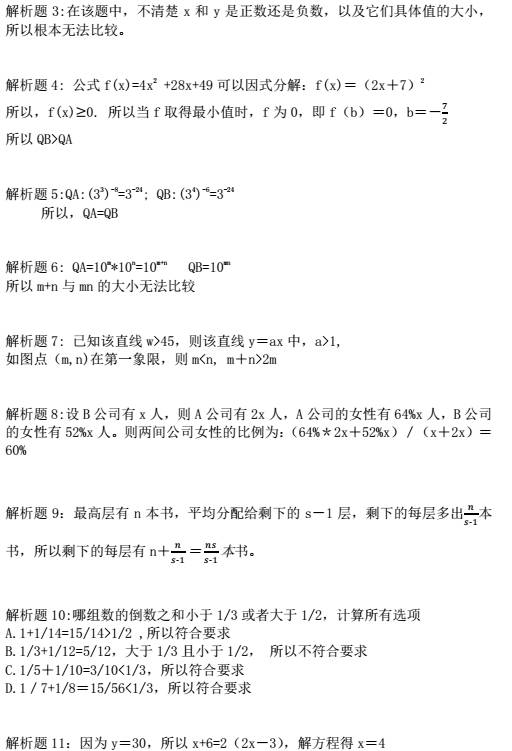 解析题 3:在该题中，不清楚 x 和 y 是正数还是负数，以及它们具体值的大小，
所以根本无法比较。
解析题 4: 公式 f(x)=4x² +28x+49 可以因式分解：f(x)＝（2x＋7）²
所以，f(x)≥0. 所以当 f 取得最小值时，f 为 0，即 f（b）＝0，b＝－7/2
所以 QB>QA
解析题 5:QA:(3³)⁻⁸=3⁻²⁴; QB:(3⁴)⁻⁶=3⁻²⁴
所以，QA=QB
解析题 6: QA=10ᵐ*10ⁿ=10ᵐ⁺ⁿ QB=10ᵐⁿ
所以 m+n 与 mn 的大小无法比较
解析题 7: 已知该直线 w>45，则该直线 y＝ax 中，a>1,
如图点（m,n)在第一象限，则 m<n, m＋n>2m
解析题 8:设 B 公司有 x 人，则 A 公司有 2x 人，A 公司的女性有 64%x 人，B 公司
的女性有 52%x 人。则两间公司女性的比例为：（64%＊2x＋52%x）/（x＋2x）＝
60%
解析题 9: 最高层有 n 本书，平均分配给剩下的 s－1 层，剩下的每层多出n/s-1本
书，所以剩下的每层有 n＋n/s-1＝ns/s-1本书。
解析题 10:哪组数的倒数之和小于 1/3 或者大于 1/2，计算所有选项
A.1+1/14=15/14>1/2 ,所以符合要求
B.1/3+1/12=5/12，大于 1/3 且小于 1/2， 所以不符合要求
C.1/5＋1/10=3/10<1/3，所以符合要求
D.1/7+1/8＝15/56<1/3，所以符合要求
解析题 11: 因为 y＝30，所以 x+6=2（2x－3），解方程得 x＝4